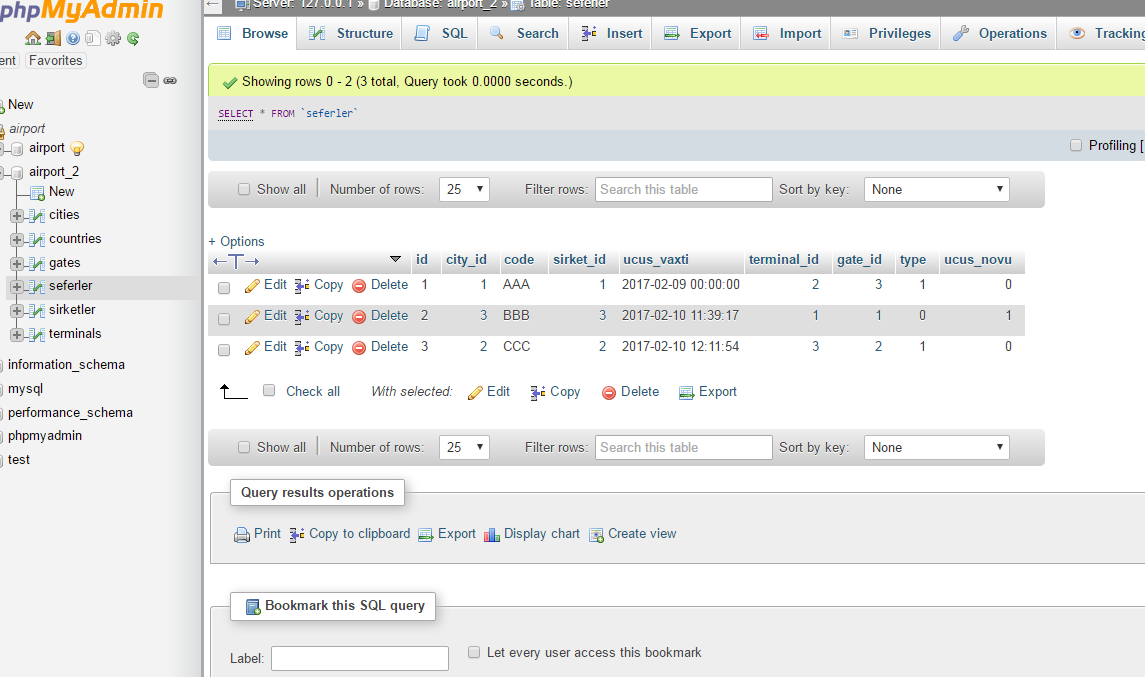 phpMyAdmin
ent Favorites
New
airport
airport
airport_2
New
cities
countries
gates
seferler
sirketler
terminals
information_schema
mysql
performance_schema
phpmyadmin
test
Server: 127.0.0.1 » Database: airport_2 » Table: seferler
Browse Structure SQL Search Insert Export Import Privileges Operations Tracking
Showing rows 0 - 2 (3 total, Query took 0.0000 seconds.)
SELECT * FROM `seferler`
Profiling [
Show all Number of rows: 25 Filter rows: Search this table Sort by key: None
+ Options
←T→ id city_id code sirket_id ucus_vaxti terminal_id gate_id type ucus_novu
Edit Copy Delete 1 1 AAA 1 2017-02-09 00:00:00 2 3 1 0
Edit Copy Delete 2 3 BBB 3 2017-02-10 11:39:17 1 1 0 1
Edit Copy Delete 3 2 CCC 2 2017-02-10 12:11:54 3 2 1 0
Check all With selected: Edit Copy Delete Export
Show all Number of rows: 25 Filter rows: Search this table Sort by key: None
Query results operations
Print Copy to clipboard Export Display chart Create view
Bookmark this SQL query
Label: Let every user access this bookmark